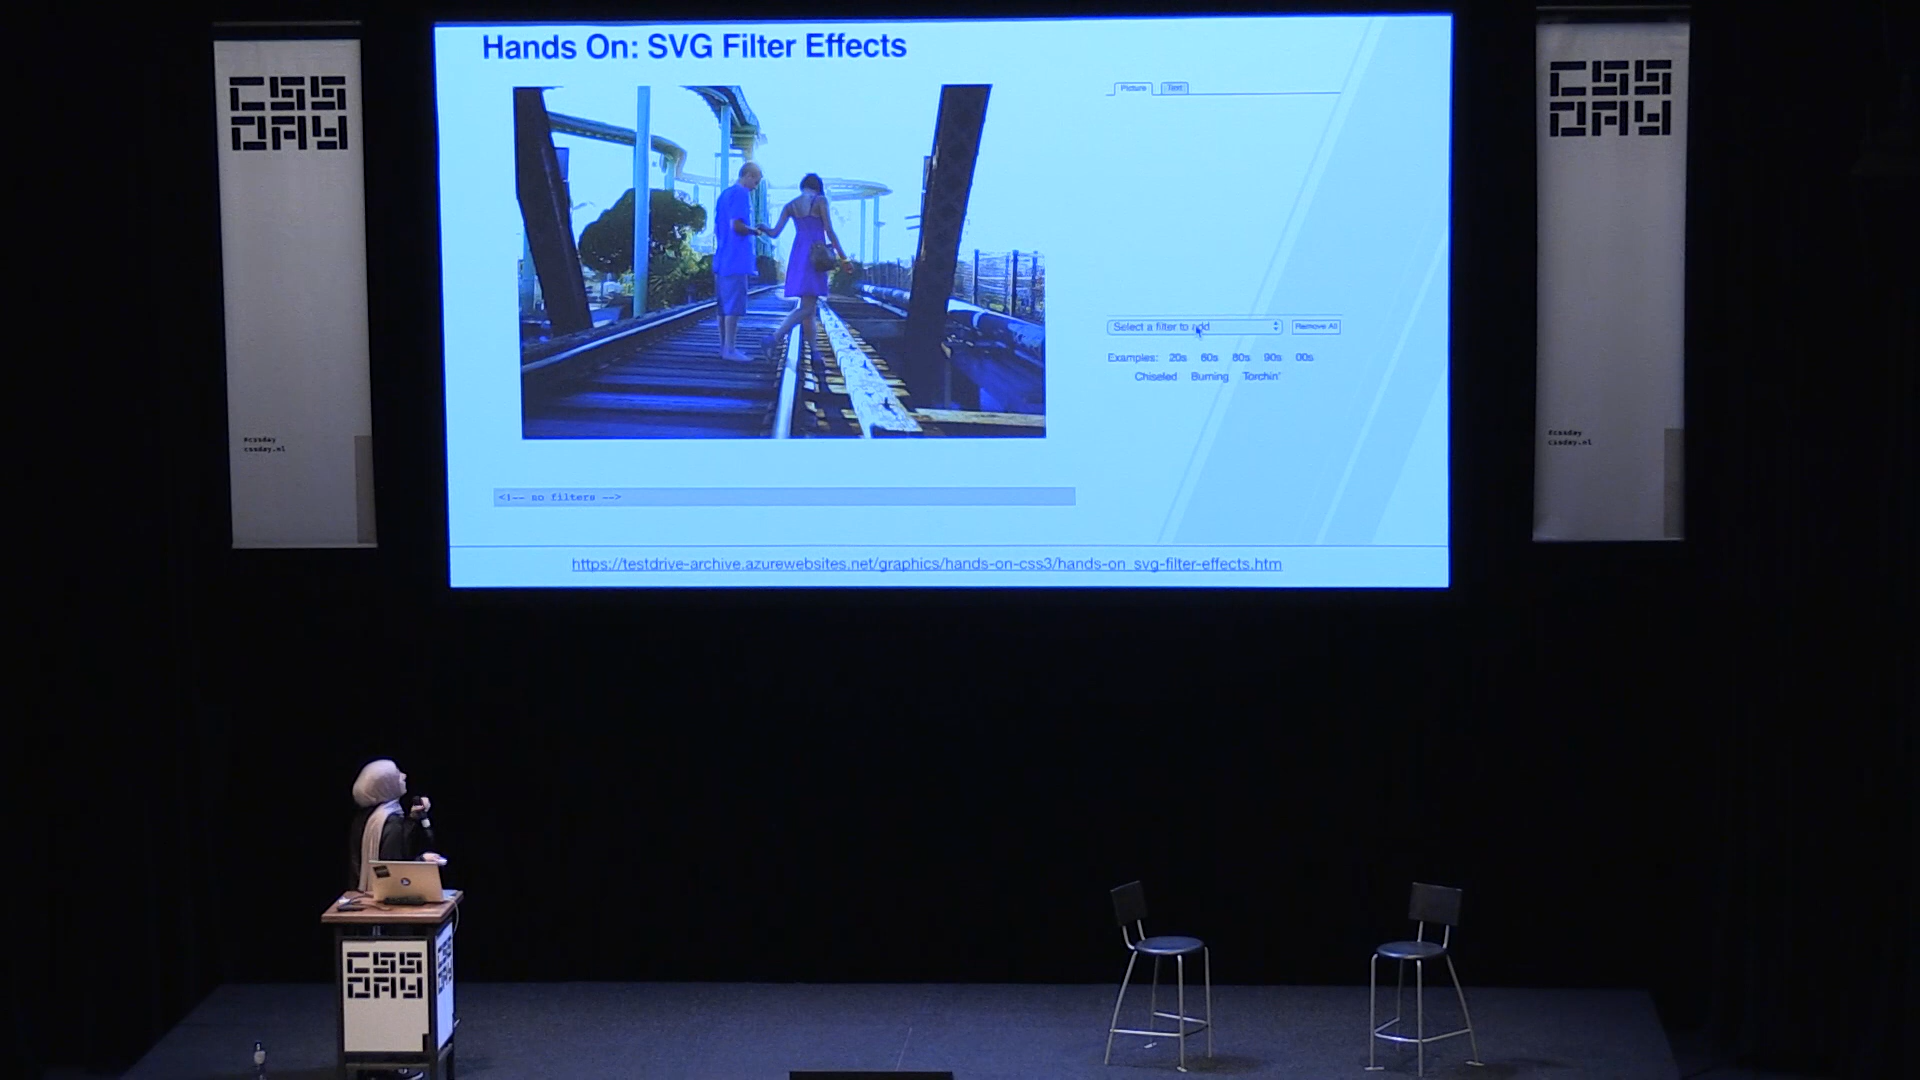 CSS
DAY
#cssday
cssday.nl
Hands On: SVG Filter Effects
Picture Text
Select a filter to add Remove All
Examples: 20s 60s 80s 90s 00s
Chiseled Burning Torchin'
<!-- no filters -->
https://testdrive-archive.azurewebsites.net/graphics/hands-on-css3/hands-on_svg-filter-effects.htm
CSS
DAY
#cssday
cssday.nl
CSS
DAY